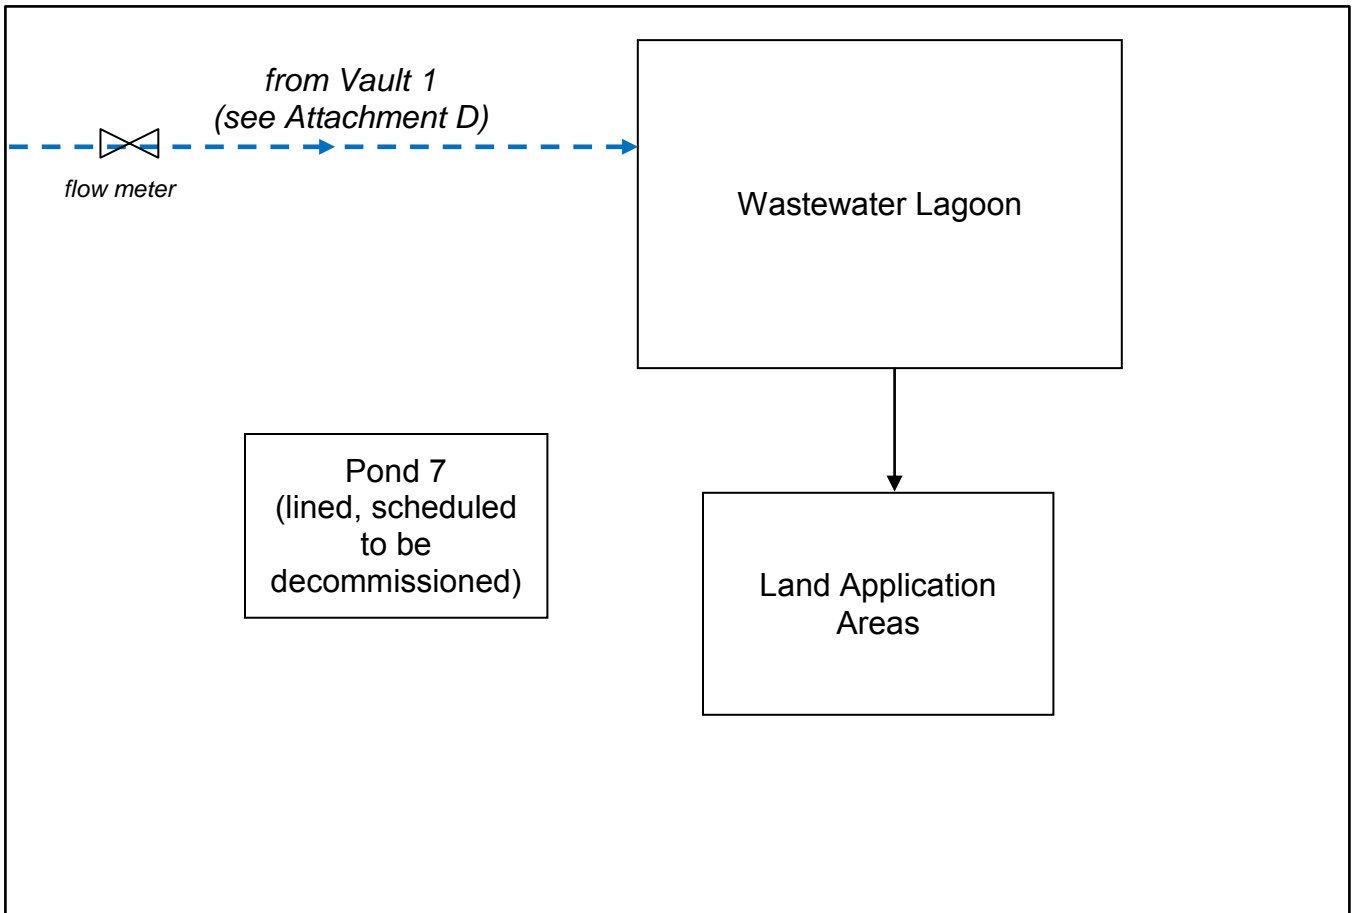 from Vault 1
(see Attachment D)
flow meter
Wastewater Lagoon
Pond 7
(lined, scheduled
to be
decommissioned)
Land Application
Areas